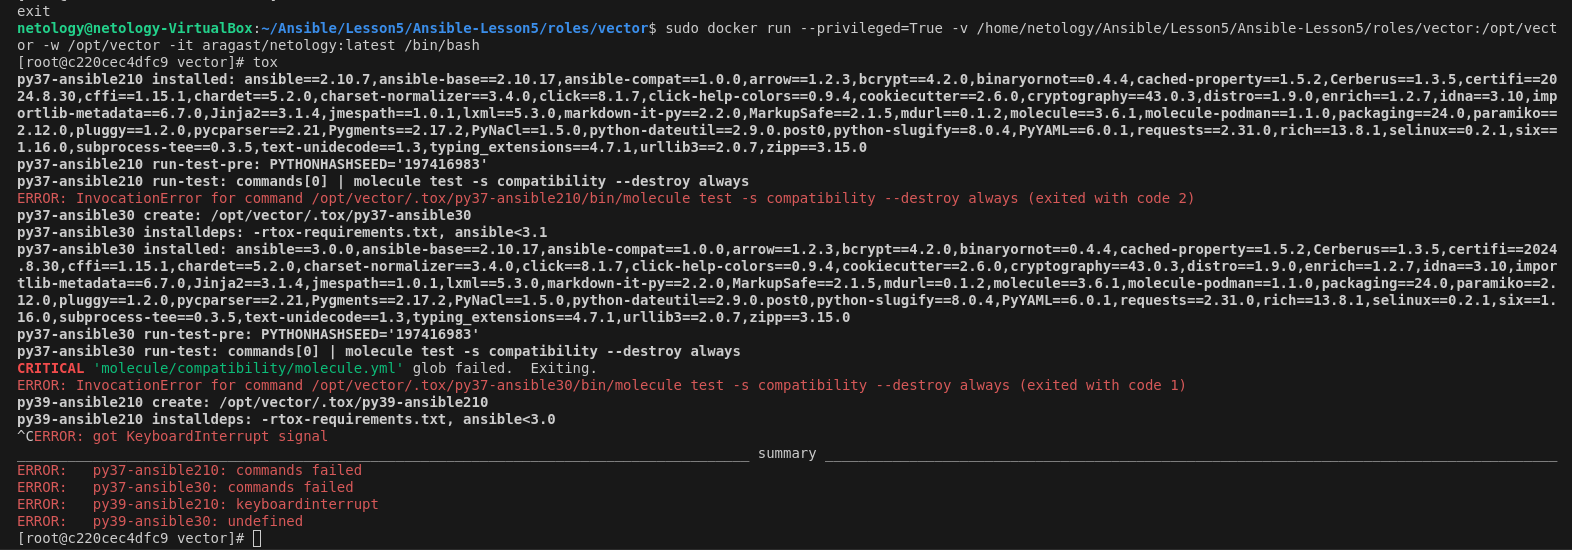 exit
netology@netology-VirtualBox:~/Ansible/Lesson5/Ansible-Lesson5/roles/vector$ sudo docker run --privileged=True -v /home/netology/Ansible/Lesson5/Ansible-Lesson5/roles/vector:/opt/vect
or -w /opt/vector -it aragast/netology:latest /bin/bash
[root@c220cec4dfc9 vector]# tox
py37-ansible210 installed: ansible==2.10.7,ansible-base==2.10.17,ansible-compat==1.0.0,arrow==1.2.3,bcrypt==4.2.0,binaryornot==0.4.4,cached-property==1.5.2,Cerberus==1.3.5,certifi==20
24.8.30,cffi==1.15.1,chardet==5.2.0,charset-normalizer==3.4.0,click==8.1.7,click-help-colors==0.9.4,cookiecutter==2.6.0,cryptography==43.0.3,distro==1.9.0,enrich==1.2.7,idna==3.10,imp
ortlib-metadata==6.7.0,Jinja2==3.1.4,jmespath==1.0.1,lxml==5.3.0,markdown-it-py==2.2.0,MarkupSafe==2.1.5,mdurl==0.1.2,molecule==3.6.1,molecule-podman==1.1.0,packaging==24.0,paramiko==
2.12.0,pluggy==1.2.0,pycparser==2.21,Pygments==2.17.2,PyNaCl==1.5.0,python-dateutil==2.9.0.post0,python-slugify==8.0.4,PyYAML==6.0.1,requests==2.31.0,rich==13.8.1,selinux==0.2.1,six==
1.16.0,subprocess-tee==0.3.5,text-unidecode==1.3,typing_extensions==4.7.1,urllib3==2.0.7,zipp==3.15.0
py37-ansible210 run-test-pre: PYTHONHASHSEED='197416983'
py37-ansible210 run-test: commands[0] | molecule test -s compatibility --destroy always
ERROR: InvocationError for command /opt/vector/.tox/py37-ansible210/bin/molecule test -s compatibility --destroy always (exited with code 2)
py37-ansible30 create: /opt/vector/.tox/py37-ansible30
py37-ansible30 installdeps: -rtox-requirements.txt, ansible<3.1
py37-ansible30 installed: ansible==3.0.0,ansible-base==2.10.17,ansible-compat==1.0.0,arrow==1.2.3,bcrypt==4.2.0,binaryornot==0.4.4,cached-property==1.5.2,Cerberus==1.3.5,certifi==2024
.8.30,cffi==1.15.1,chardet==5.2.0,charset-normalizer==3.4.0,click==8.1.7,click-help-colors==0.9.4,cookiecutter==2.6.0,cryptography==43.0.3,distro==1.9.0,enrich==1.2.7,idna==3.10,impor
tlib-metadata==6.7.0,Jinja2==3.1.4,jmespath==1.0.1,lxml==5.3.0,markdown-it-py==2.2.0,MarkupSafe==2.1.5,mdurl==0.1.2,molecule==3.6.1,molecule-podman==1.1.0,packaging==24.0,paramiko==2.
12.0,pluggy==1.2.0,pycparser==2.21,Pygments==2.17.2,PyNaCl==1.5.0,python-dateutil==2.9.0.post0,python-slugify==8.0.4,PyYAML==6.0.1,requests==2.31.0,rich==13.8.1,selinux==0.2.1,six==1.
16.0,subprocess-tee==0.3.5,text-unidecode==1.3,typing_extensions==4.7.1,urllib3==2.0.7,zipp==3.15.0
py37-ansible30 run-test-pre: PYTHONHASHSEED='197416983'
py37-ansible30 run-test: commands[0] | molecule test -s compatibility --destroy always
CRITICAL 'molecule/compatibility/molecule.yml' glob failed.  Exiting.
ERROR: InvocationError for command /opt/vector/.tox/py37-ansible30/bin/molecule test -s compatibility --destroy always (exited with code 1)
py39-ansible210 create: /opt/vector/.tox/py39-ansible210
py39-ansible210 installdeps: -rtox-requirements.txt, ansible<3.0
^CERROR: got KeyboardInterrupt signal
summary
ERROR:   py37-ansible210: commands failed
ERROR:   py37-ansible30: commands failed
ERROR:   py39-ansible210: keyboardinterrupt
ERROR:   py39-ansible30: undefined
[root@c220cec4dfc9 vector]#